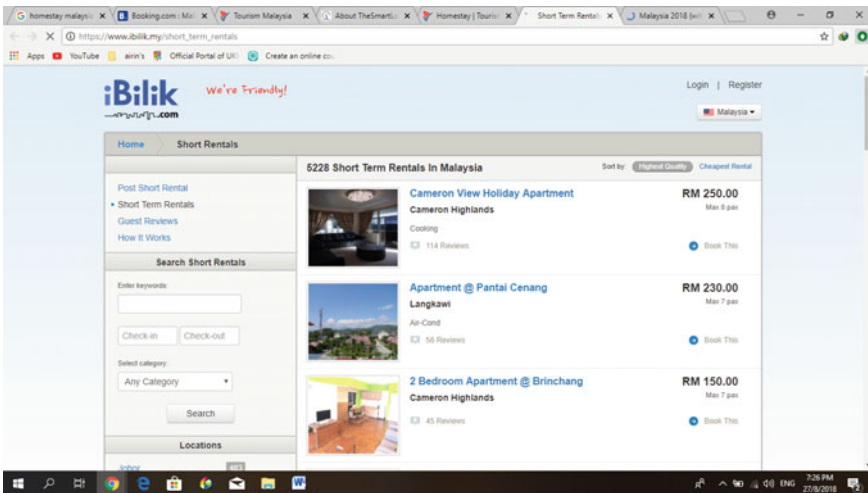 homestay malaysi
Booking.com : Mal
Tourism Malaysia
About TheSmartL
Homestay | Touris
Short Term Rental
Malaysia 2018 (wi
https://www.ibilik.my/short_term_rentals
Apps
YouTube
airin's
Official Portal of UK
Create an online co
iBilik
.com
We're Friendly!
Login | Register
Malaysia
Home
Short Rentals
Post Short Rental
Short Term Rentals
Guest Reviews
How It Works
Search Short Rentals
Enter keywords:
Check-in
Check-out
Select category:
Any Category
Search
Locations
Johor
5228 Short Term Rentals In Malaysia
Sort by: Highest Quality Cheapest Rental
Cameron View Holiday Apartment
RM 250.00
Cameron Highlands
Max 8 pax
Cooking
114 Reviews
Book This
Apartment @ Pantai Cenang
RM 230.00
Langkawi
Max 7 pax
Air-Cond
56 Reviews
Book This
2 Bedroom Apartment @ Brinchang
RM 150.00
Cameron Highlands
Max 7 pax
45 Reviews
Book This
ENG
7:26 PM
27/8/2018